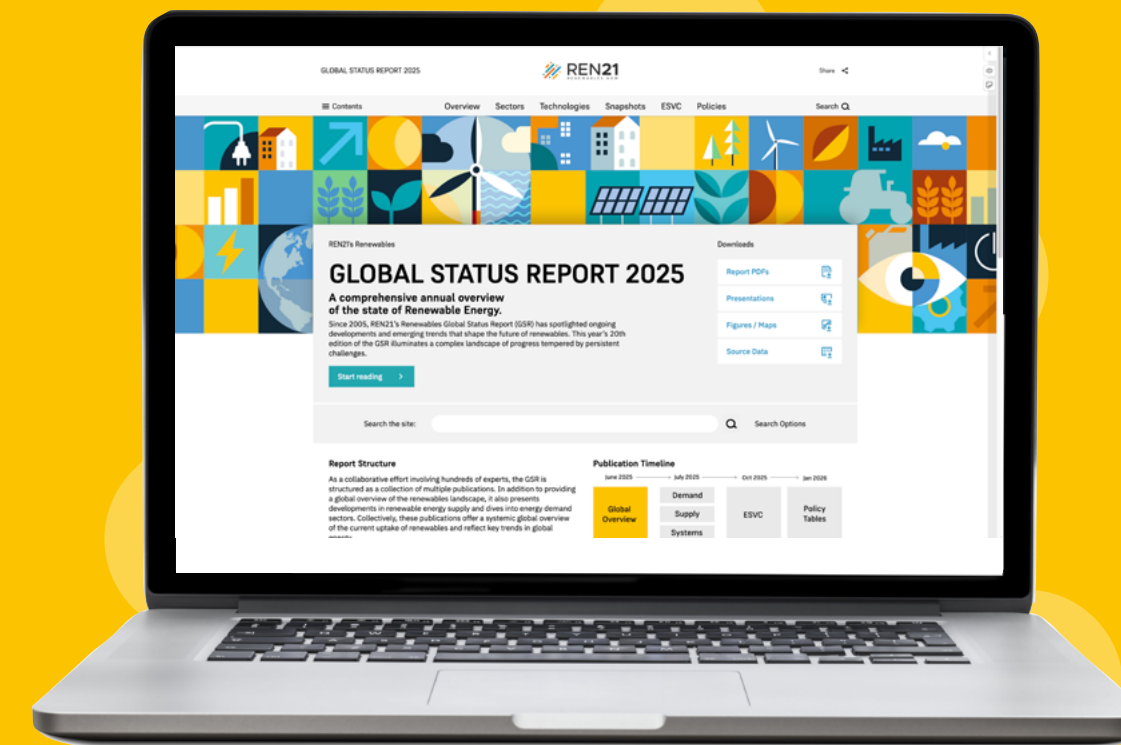 GLOBAL STATUS REPORT 2025
REN21
RENEWABLES NOW
Share
Contents
Overview Sectors Technologies Snapshots ESVC Policies
Search
REN21's Renewables
GLOBAL STATUS REPORT 2025
A comprehensive annual overview
of the state of Renewable Energy.
Since 2005, REN21's Renewables Global Status Report (GSR) has spotlighted ongoing
developments and emerging trends that shape the future of renewables. This year's 20th
edition of the GSR illuminates a complex landscape of progress tempered by persistent
challenges.
Start reading
Downloads
Report PDFs
Presentations
Figures / Maps
Source Data
Search the site:
Search Options
Report Structure
As a collaborative effort involving hundreds of experts, the GSR is
structured as a collection of multiple publications. In addition to providing
a global overview of the renewables landscape, it also presents
developments in renewable energy supply and dives into energy demand
sectors. Collectively, these publications offer a systemic global overview
of the current uptake of renewables and reflect key trends in global
Publication Timeline
June 2025 July 2025 Oct 2025 Jan 2026
Global
Overview
Demand
Supply
Systems
ESVC
Policy
Tables